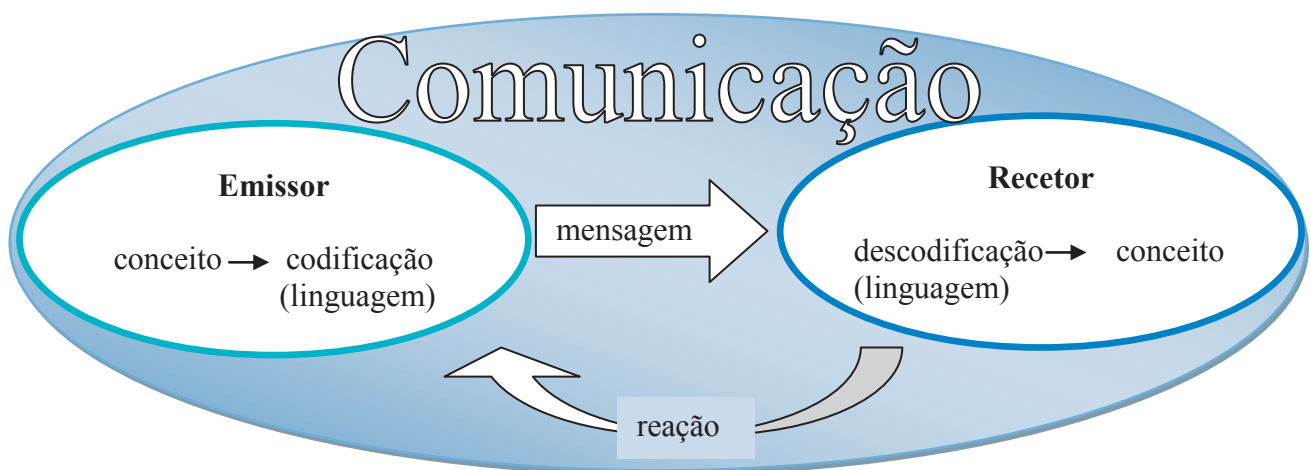 Comunicação
Emissor
conceito → codificação
(linguagem)
mensagem
Recetor
descodificação → conceito
(linguagem)
reação